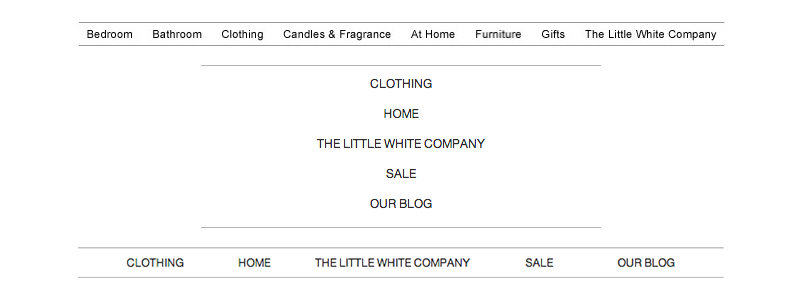 Bedroom Bathroom Clothing Candles & Fragrance At Home Furniture Gifts The Little White Company
CLOTHING
HOME
THE LITTLE WHITE COMPANY
SALE
OUR BLOG
CLOTHING HOME THE LITTLE WHITE COMPANY SALE OUR BLOG